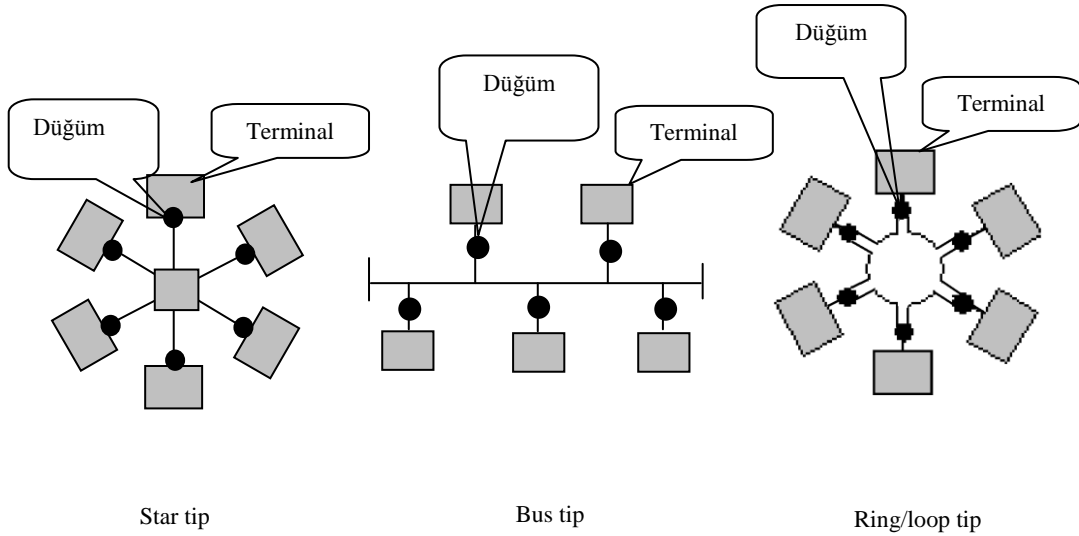 Düğüm
Terminal
Düğüm
Terminal
Düğüm
Terminal
Star tip
Bus tip
Ring/loop tip